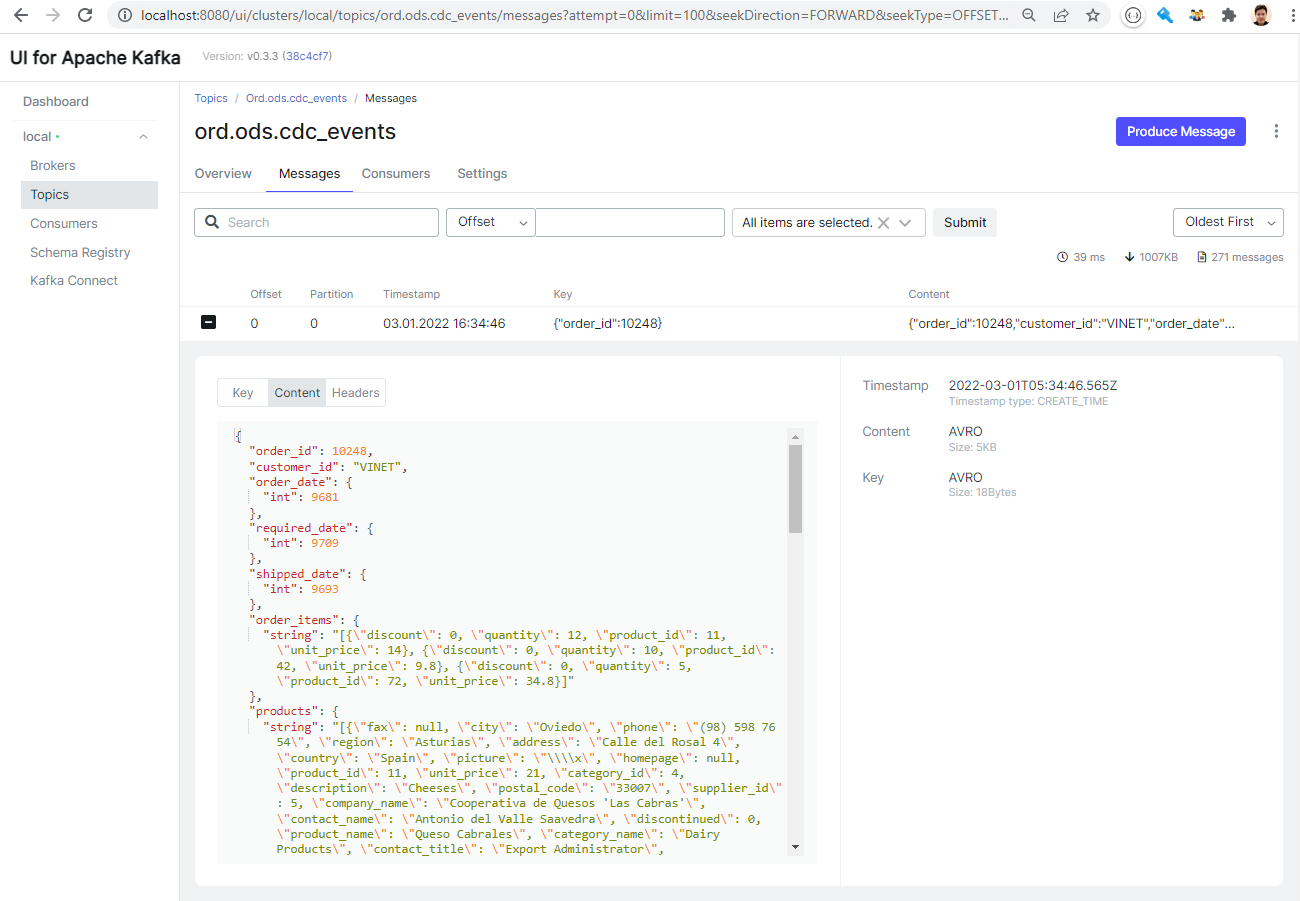 localhost:8080/ui/clusters/local/topics/ord.ods.cdc_events/messages?attempt=0&limit=100&seekDirection=FORWARD&seekType=OFFSET...
UI for Apache Kafka Version: v0.3.3 (38c4cf7)
Dashboard
local
Brokers
Topics
Consumers
Schema Registry
Kafka Connect
Topics / Ord.ods.cdc_events / Messages
ord.ods.cdc_events
Produce Message
Overview Messages Consumers Settings
Search Offset All items are selected. Submit Oldest First
39 ms 1007KB 271 messages
Offset Partition Timestamp Key Content
0 0 03.01.2022 16:34:46 {"order_id":10248} {"order_id":10248,"customer_id":"VINET","order_date"...
Key Content Headers
{
"order_id": 10248,
"customer_id": "VINET",
"order_date": {
"int": 9681
},
"required_date": {
"int": 9709
},
"shipped_date": {
"int": 9693
},
"order_items": {
"string": "[{\"discount\": 0, \"quantity\": 12, \"product_id\": 11,
\"unit_price\": 14}, {\"discount\": 0, \"quantity\": 10, \"product_id\":
42, \"unit_price\": 9.8}, {\"discount\": 0, \"quantity\": 5,
\"product_id\": 72, \"unit_price\": 34.8}]"
},
"products": {
"string": "[{\"fax\": null, \"city\": \"Oviedo\", \"phone\": \"(98) 598 76
54\", \"region\": \"Asturias\", \"address\": \"Calle del Rosal 4\",
\"country\": \"Spain\", \"picture\": \"\\\\x\", \"homepage\": null,
\"product_id\": 11, \"unit_price\": 21, \"category_id\": 4,
\"description\": \"Cheeses\", \"postal_code\": \"33007\", \"supplier_id\"
: 5, \"company_name\": \"Cooperativa de Quesos 'Las Cabras'\",
\"contact_name\": \"Antonio del Valle Saavedra\", \"discontinued\": 0,
\"product_name\": \"Queso Cabrales\", \"category_name\": \"Dairy
Products\", \"contact_title\": \"Export Administrator\",
Timestamp 2022-03-01T05:34:46.565Z
Timestamp type: CREATE_TIME
Content AVRO
Size: 5KB
Key AVRO
Size: 18Bytes